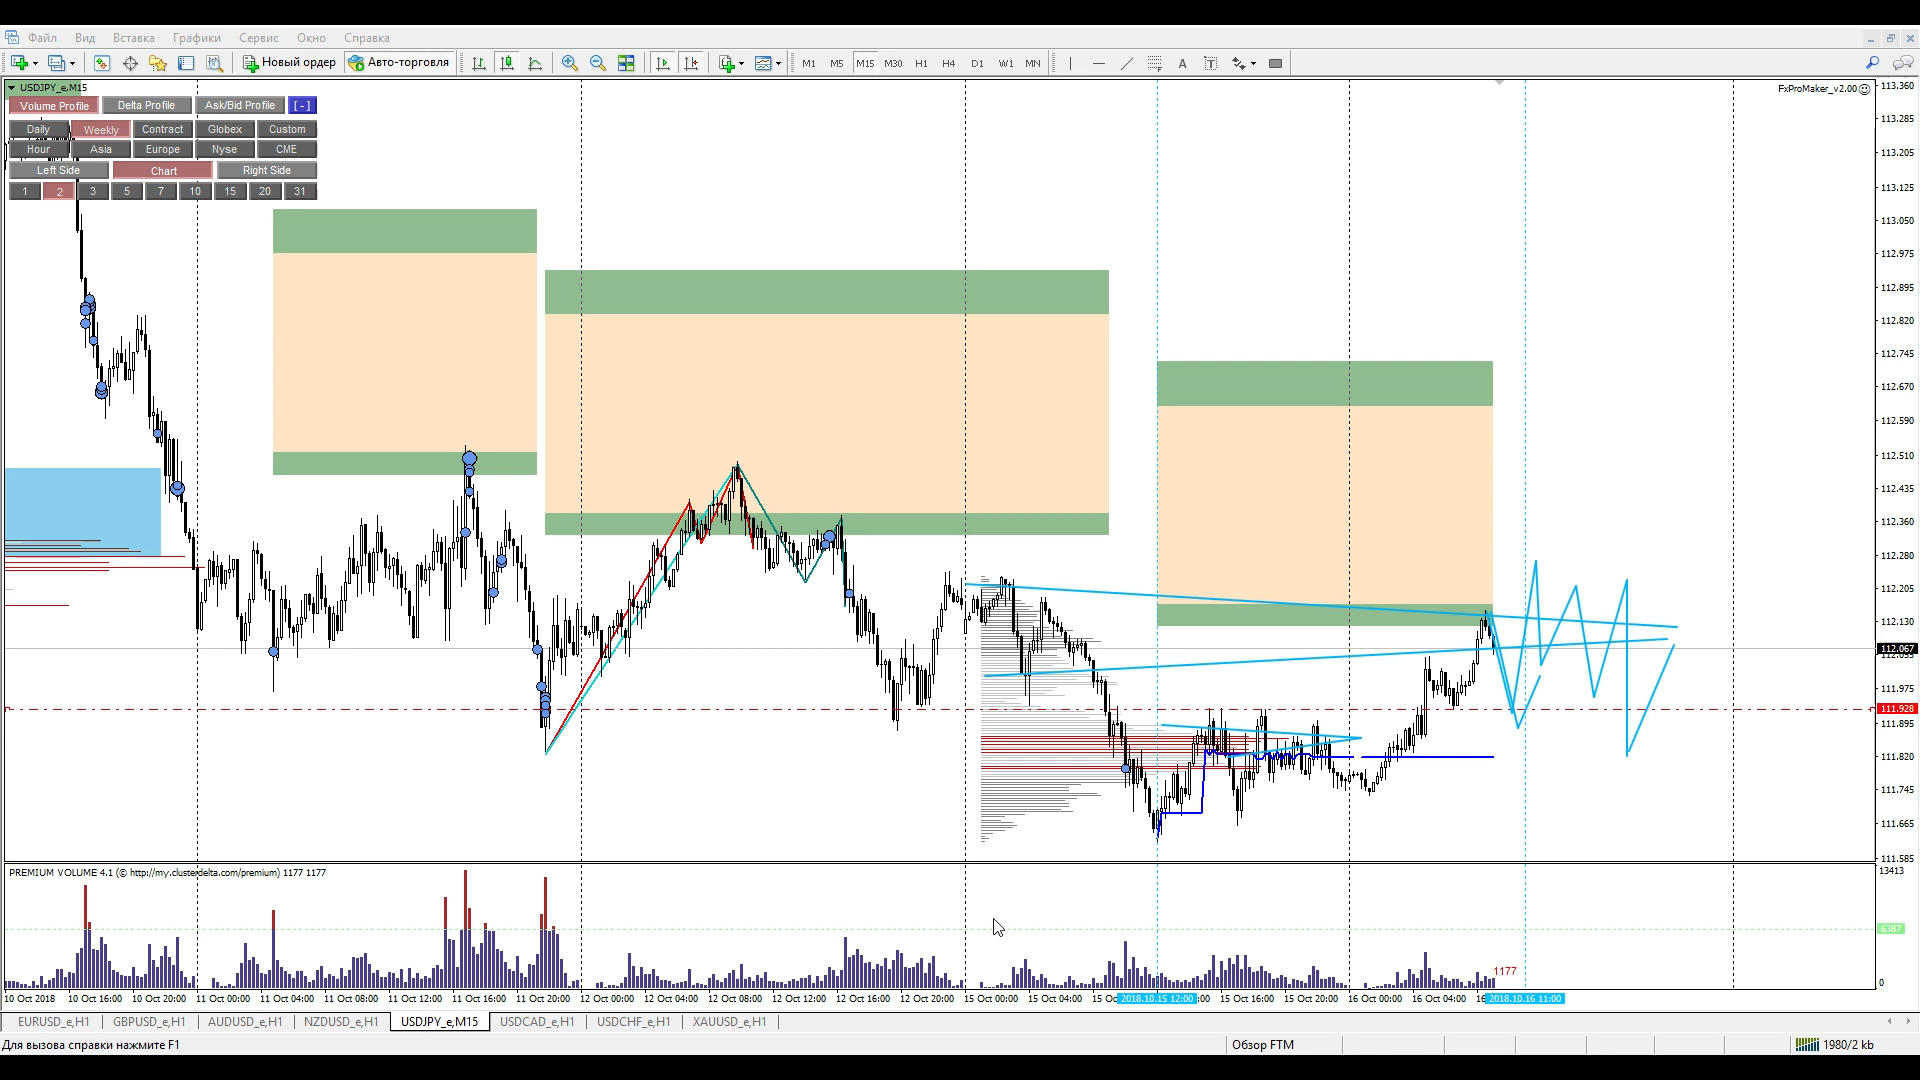 Файл Вид Вставка Графики Сервис Окно Справка
Новый ордер Авто-торговля M1 M5 M15 M30 H1 H4 D1 W1 MN A T
USDJPY_e,M15
FxProMaker_v2.00
Volume Profile Delta Profile Ask/Bid Profile [-]
Daily Weekly Contract Globex Custom
Hour Asia Europe Nyse CME
Left Side Chart Right Side
1 2 3 5 7 10 15 20 31
113.360
113.285
113.205
113.125
113.050
112.975
112.895
112.820
112.745
112.670
112.590
112.510
112.435
112.360
112.280
112.205
112.130
112.067
111.975
111.928
111.895
111.820
111.745
111.665
111.585
PREMIUM VOLUME 4.1 (© http://my.clusterdelta.com/premium) 1177 1177
13413
6387
1177
0
10 Oct 2018 10 Oct 16:00 10 Oct 20:00 11 Oct 00:00 11 Oct 04:00 11 Oct 08:00 11 Oct 12:00 11 Oct 16:00 11 Oct 20:00 12 Oct 00:00 12 Oct 04:00 12 Oct 08:00 12 Oct 12:00 12 Oct 16:00 12 Oct 20:00 15 Oct 00:00 15 Oct 04:00 15 Oc 2018.10.15 12:00 :00 15 Oct 16:00 15 Oct 20:00 16 Oct 00:00 16 Oct 04:00 16 2018.10.16 11:00
EURUSD_e,H1 GBPUSD_e,H1 AUDUSD_e,H1 NZDUSD_e,H1 USDJPY_e,M15 USDCAD_e,H1 USDCHF_e,H1 XAUUSD_e,H1
Для вызова справки нажмите F1 Обзор FTM 1980/2 kb